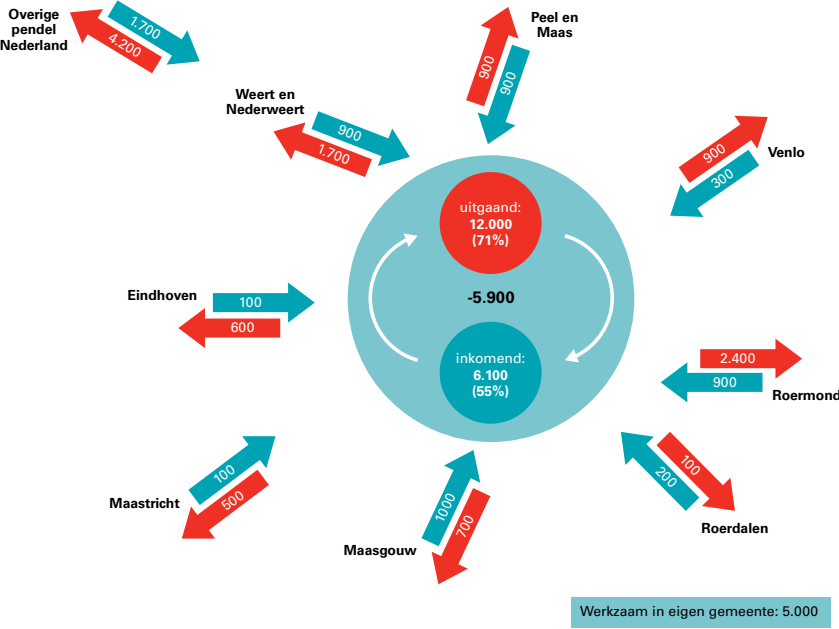 Overige
pendel
Nederland
1.700
4.200
Peel en
Maas
900
900
Weert en
Nederweert
900
1.700
900
300
Venlo
uitgaand:
12.000
(71%)
-5.900
inkomend:
6.100
(55%)
Eindhoven
100
600
2.400
900
Roermond
100
500
Maastricht
1000
700
Maasgouw
100
200
Roerdalen
Werkzaam in eigen gemeente: 5.000